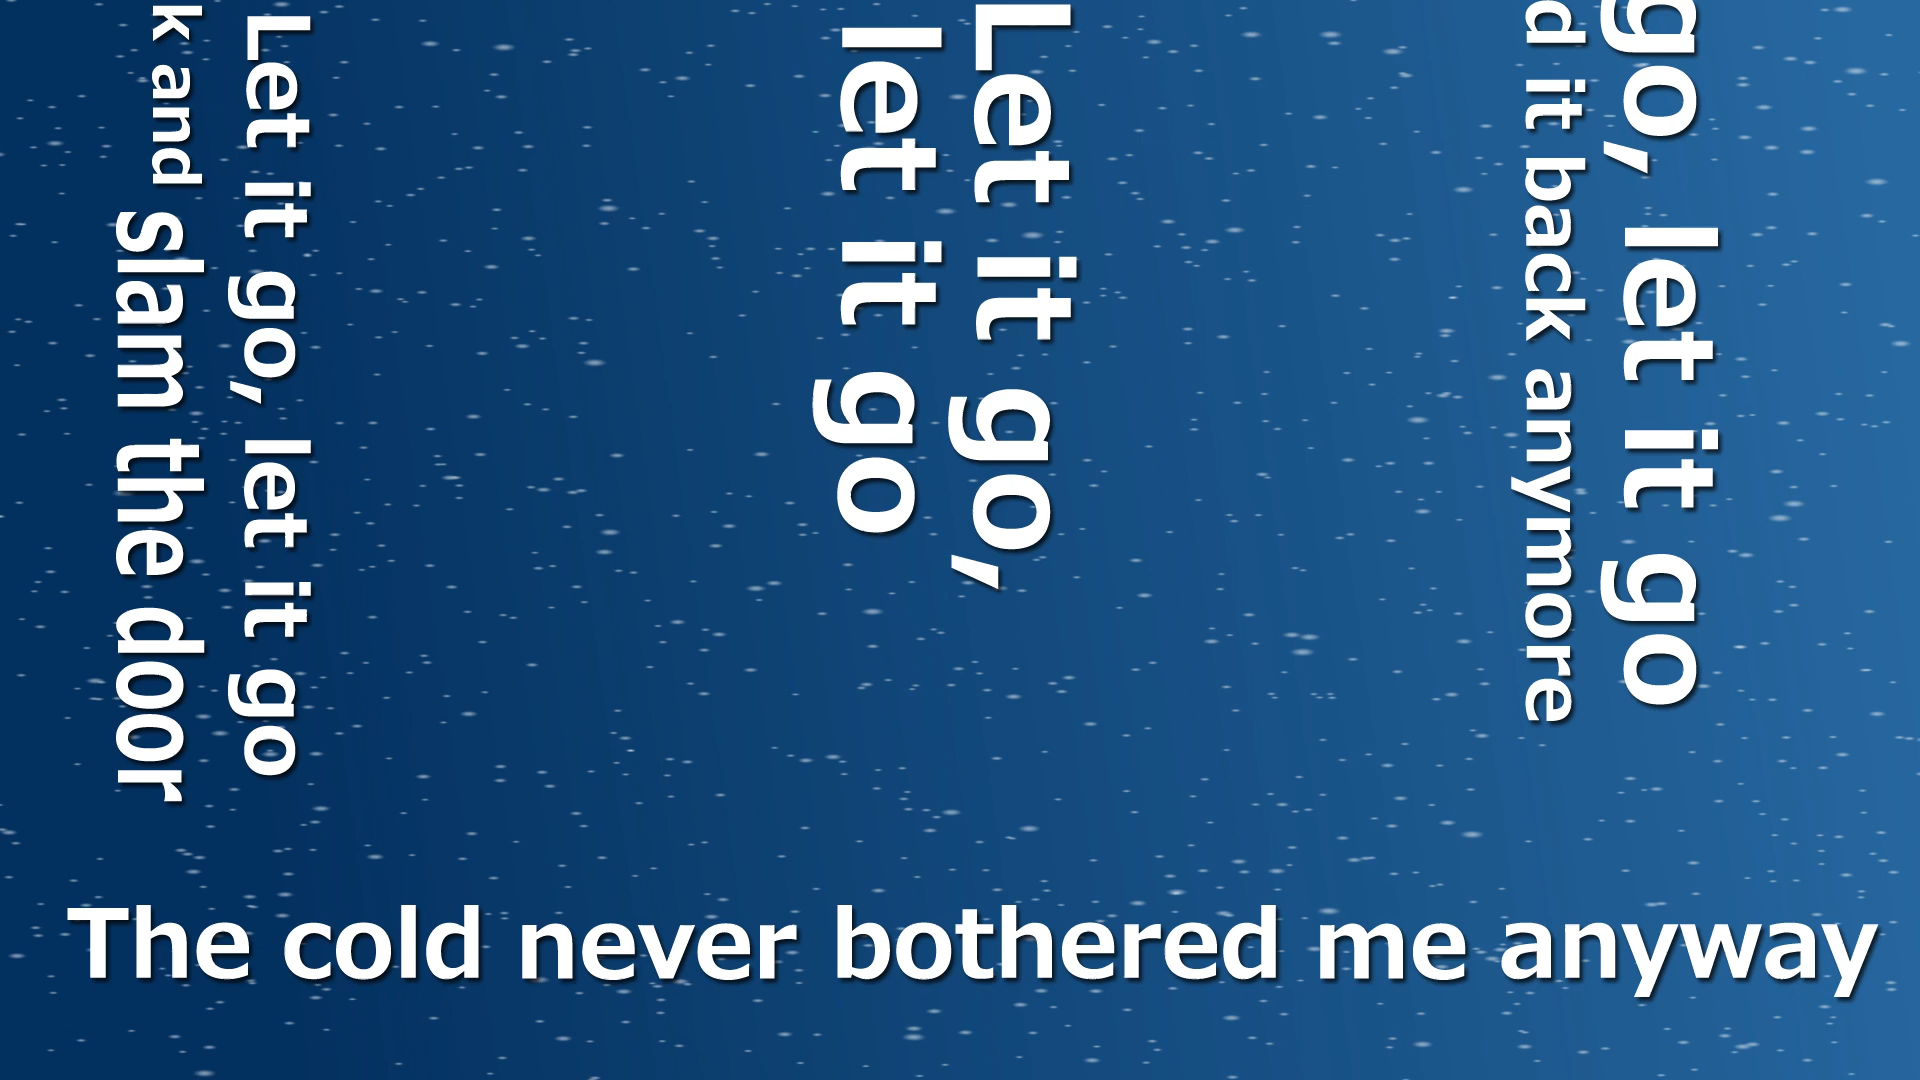 go, let it go
d it back anymore
Let it go,
let it go
Let it go, let it go
k and slam the door
The cold never bothered me anyway